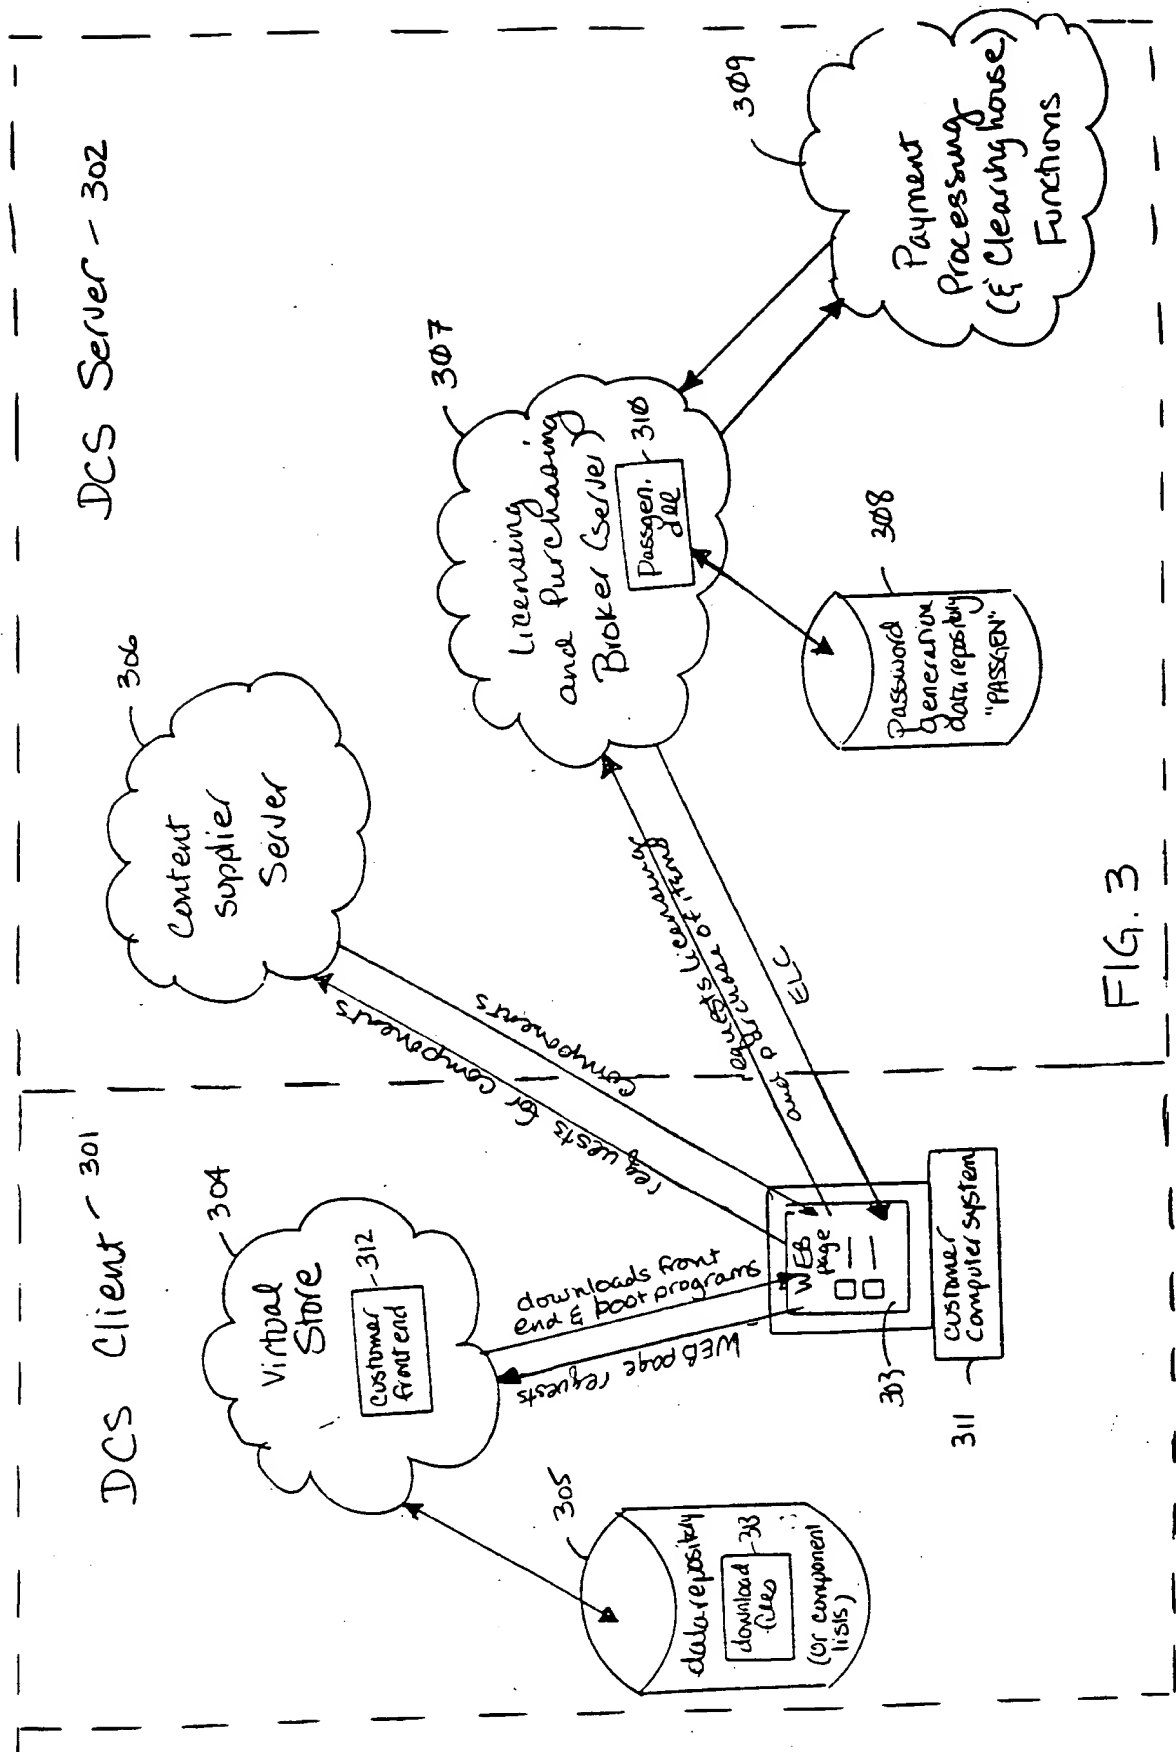 DCS Client - 301
DCS Server - 302
304
Virtual
Store
312
customer
frontend
305
data repository
313
download
files
(or component
lists)
WEB page requests
downloads front
end & boot programs
WEB
page
303
customer
computer system
311
requests for components
components
306
Content
Supplier
Server
requests licensing
and purchase of items
ELC
307
Licensing
and Purchasing
Broker (server)
310
Passgen.
dll
308
Password
generation
data repository
"PASSGEN"
309
Payment
Processing
(& Clearinghouse)
Functions
FIG. 3